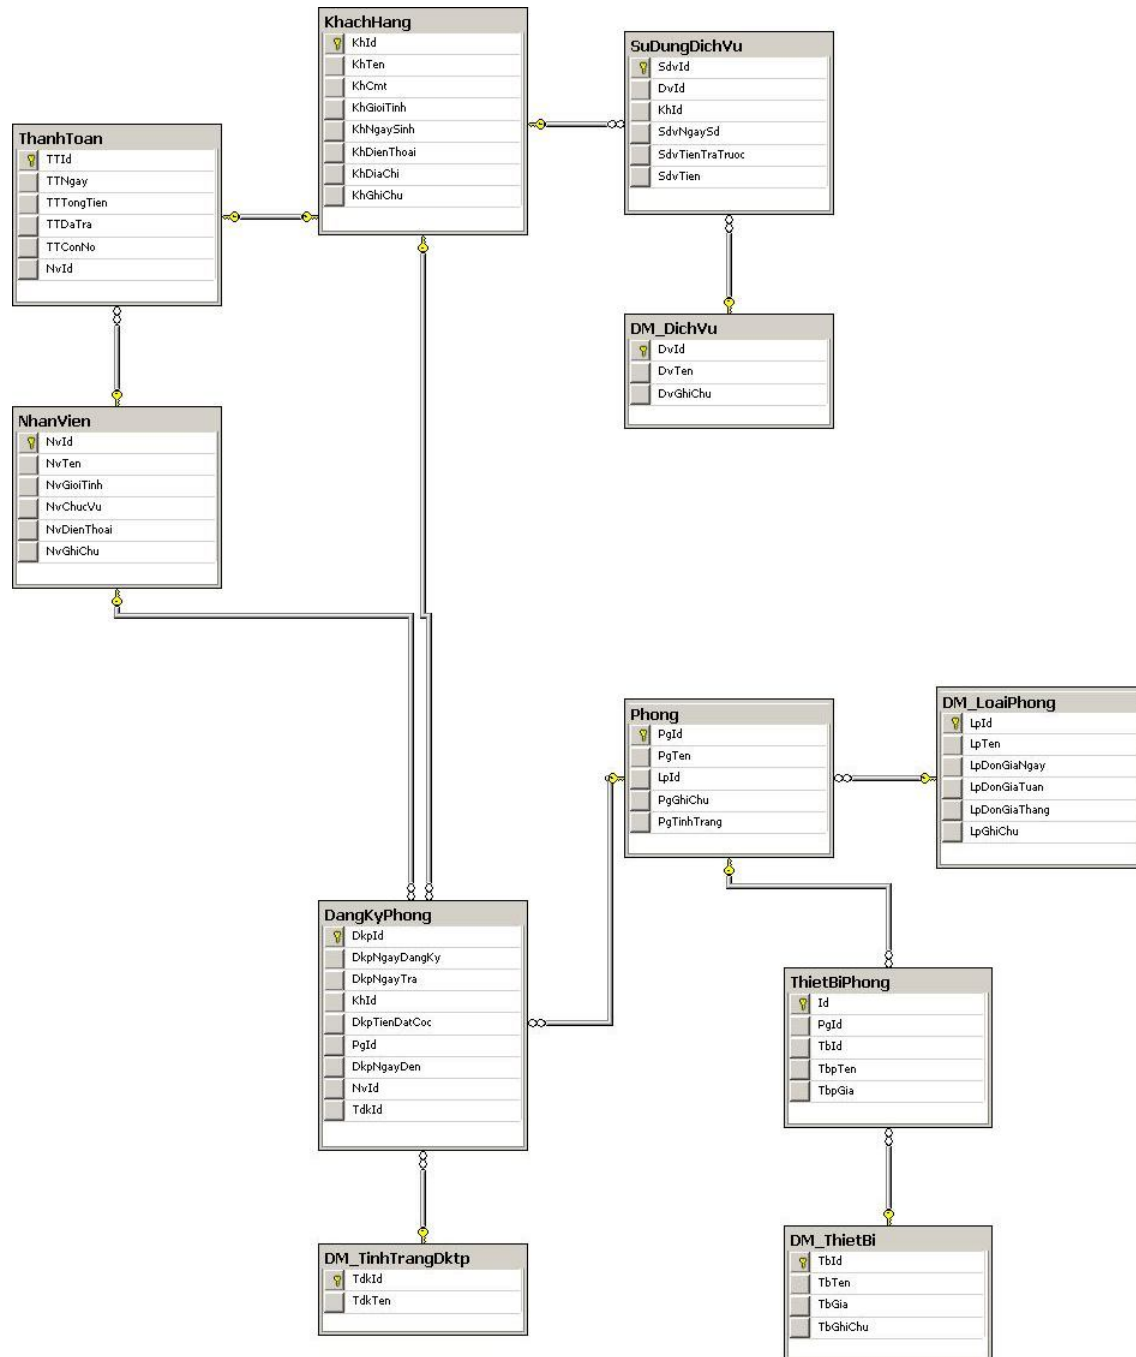 KhachHang
KhId
KhTen
KhCmt
KhGioiTinh
KhNgaySinh
KhDienThoai
KhDiaChi
KhGhiChu
SuDungDichVu
SdvId
DvId
KhId
SdvNgaySd
SdvTienTraTruoc
SdvTien
ThanhToan
TTId
TTNgay
TTTongTien
TTDaTra
TTConNo
NvId
DM_DichVu
DvId
DvTen
DvGhiChu
NhanVien
NvId
NvTen
NvGioiTinh
NvChucVu
NvDienThoai
NvGhiChu
Phong
PgId
PgTen
LpId
PgGhiChu
PgTinhTrang
DM_LoaiPhong
LpId
LpTen
LpDonGiaNgay
LpDonGiaTuan
LpDonGiaThang
LpGhiChu
DangKyPhong
DkpId
DkpNgayDangKy
DkpNgayTra
KhId
DkpTienDatCoc
PgId
DkpNgayDen
NvId
TdkId
ThietBiPhong
Id
PgId
TbId
TbpTen
TbpGia
DM_TinhTrangDktp
TdkId
TdkTen
DM_ThietBi
TbId
TbTen
TbGia
TbGhiChu